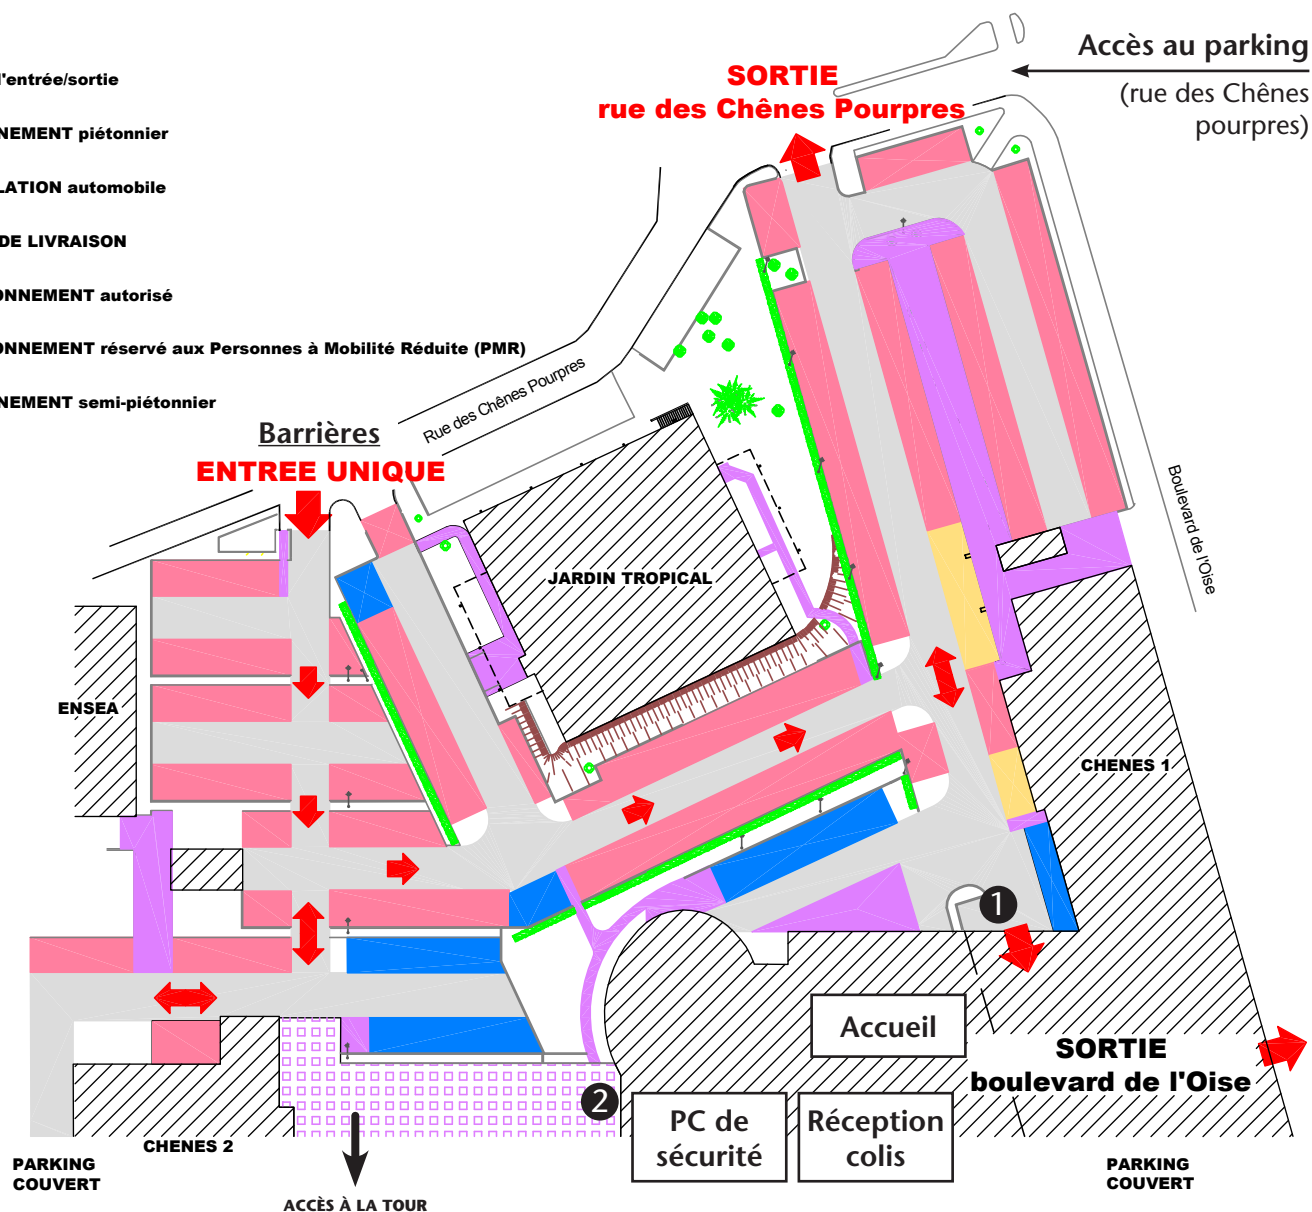 Accès au parking
(rue des Chênes
pourpres)
SORTIE
rue des Chênes Pourpres
'entrée/sortie
NEMENT piétonnier
LATION automobile
DE LIVRAISON
ONNEMENT autorisé
ONNEMENT réservé aux Personnes à Mobilité Réduite (PMR)
NEMENT semi-piétonnier
Rue des Chênes Pourpres
Barrières
ENTREE UNIQUE
Boulevard de l'Oise
JARDIN TROPICAL
ENSEA
CHENES 1
1
Accueil
SORTIE
boulevard de l'Oise
2
PC de
sécurité
Réception
colis
CHENES 2
PARKING
COUVERT
PARKING
COUVERT
ACCÈS À LA TOUR